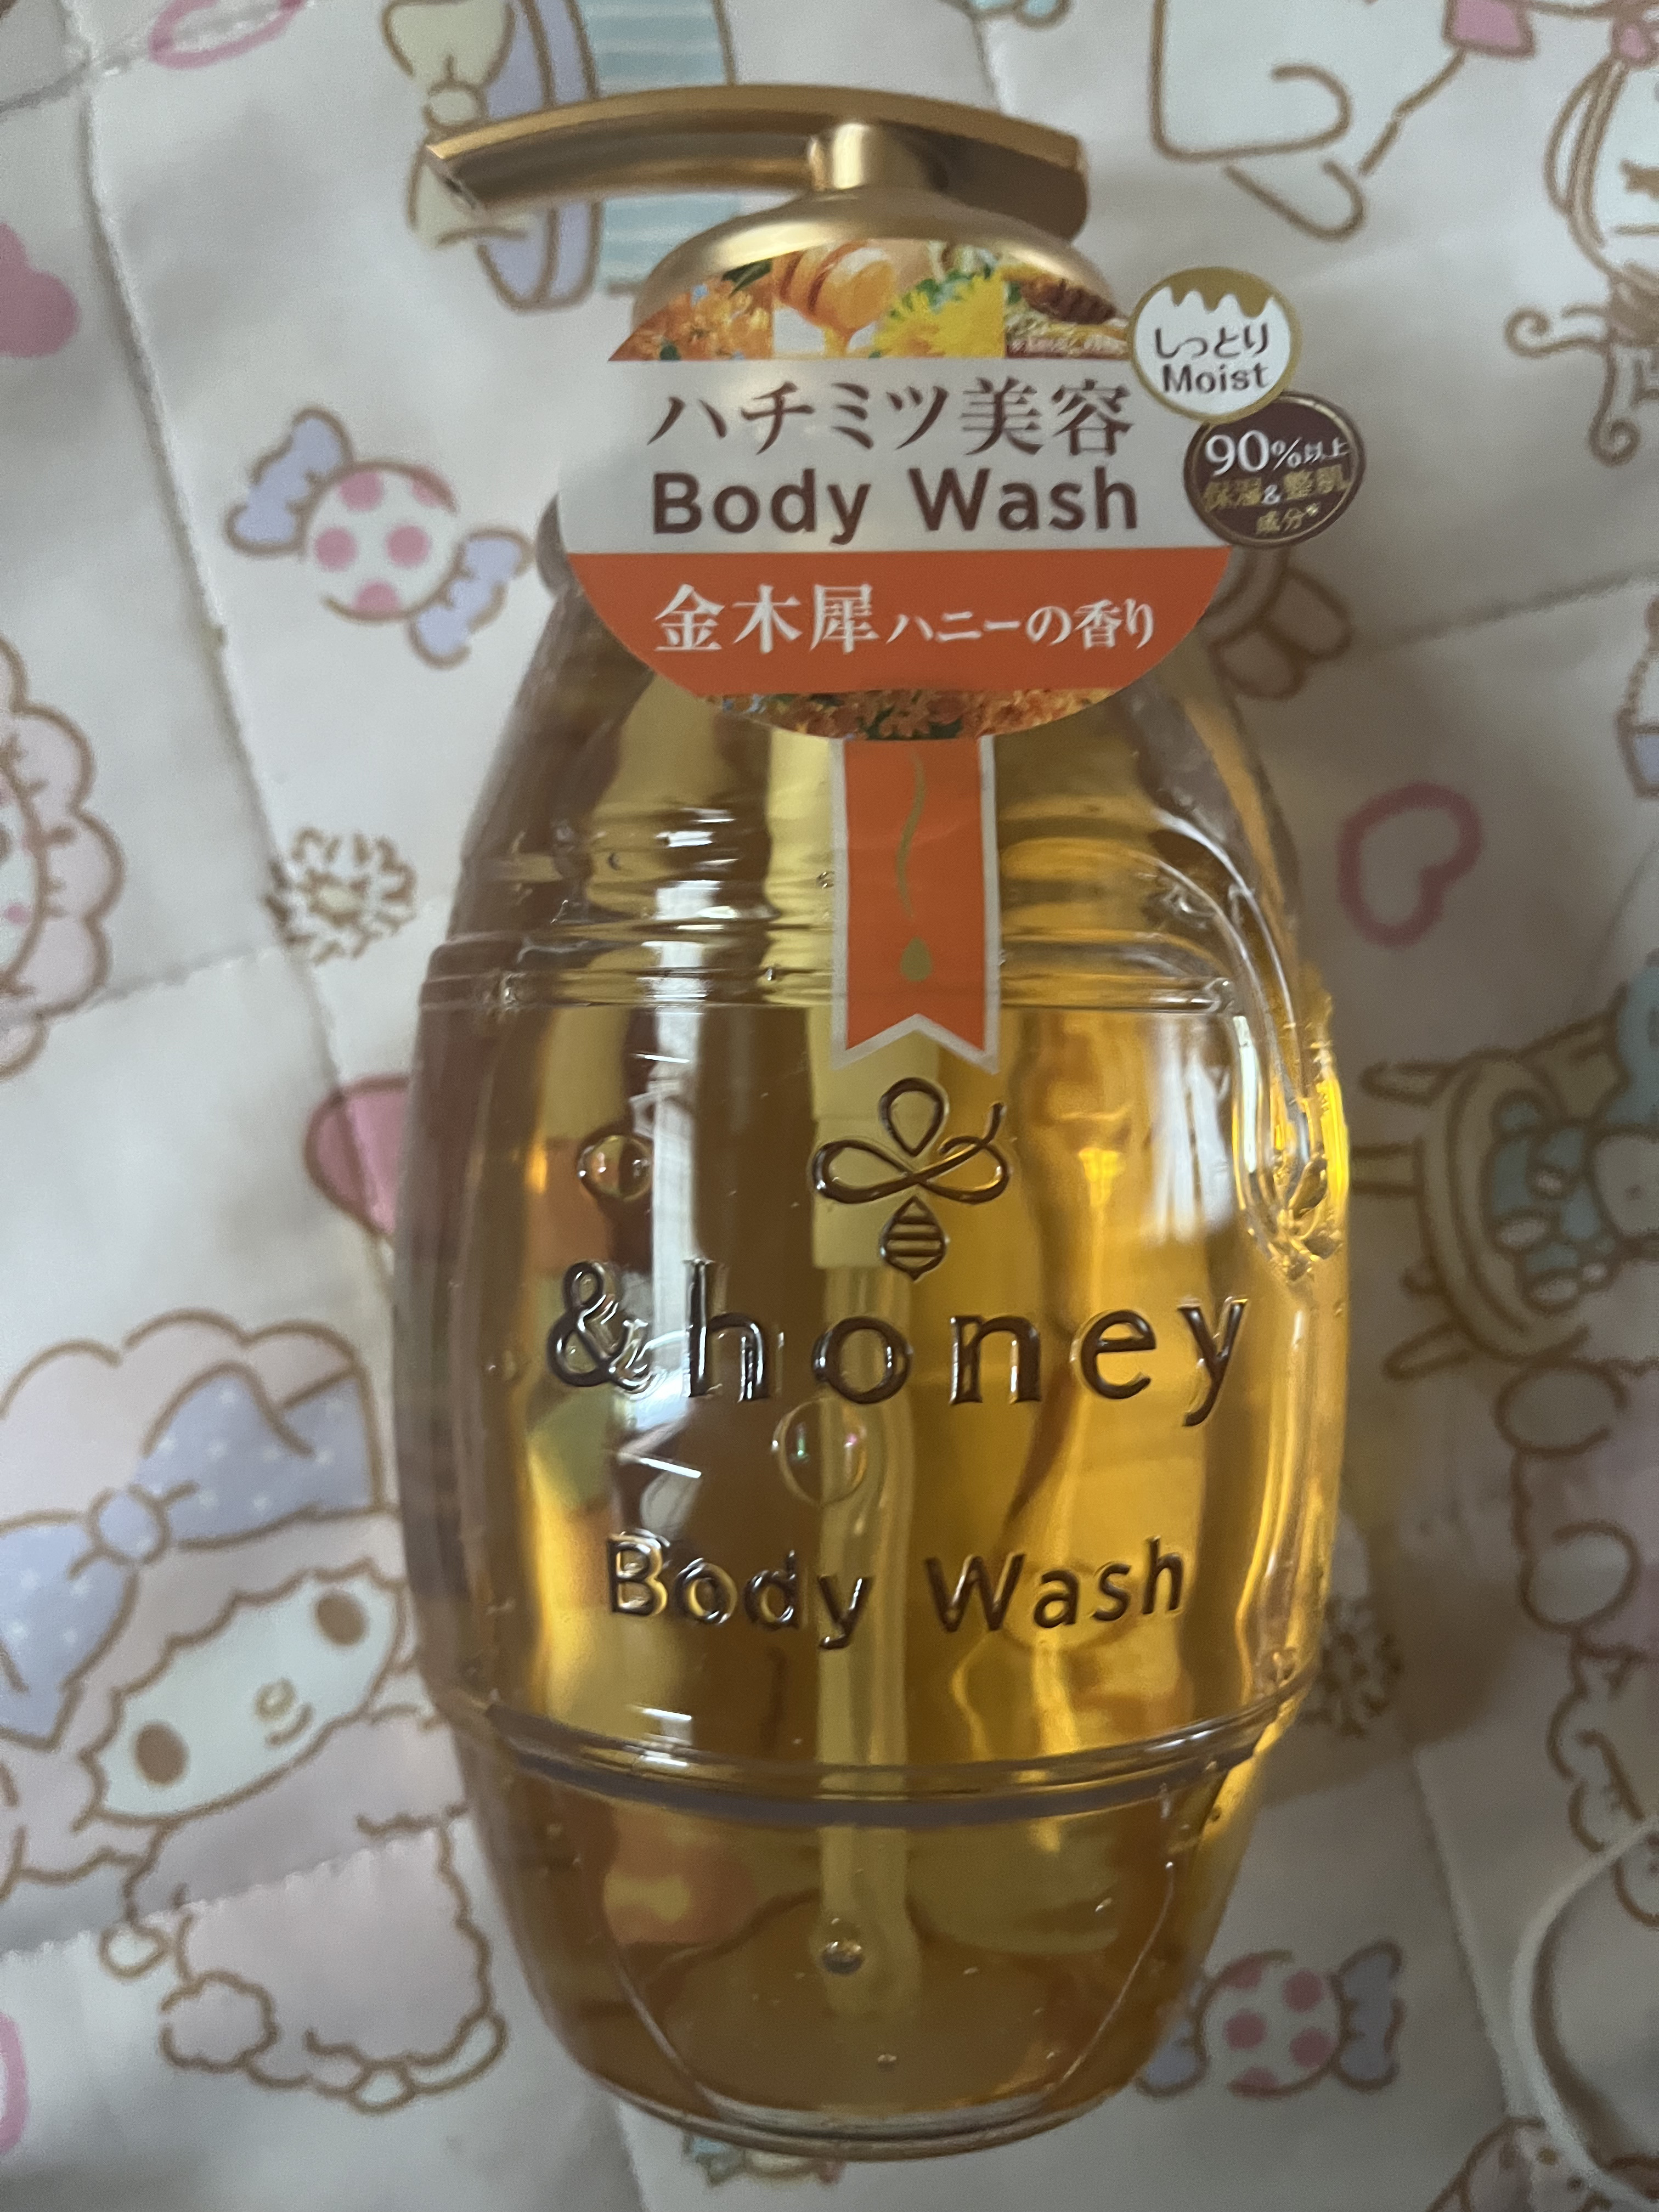 しっとり
Moist
ハチミツ美容
90%以上
保湿&整肌
成分*
Body Wash
金木犀ハニーの香り
&honey
Body Wash